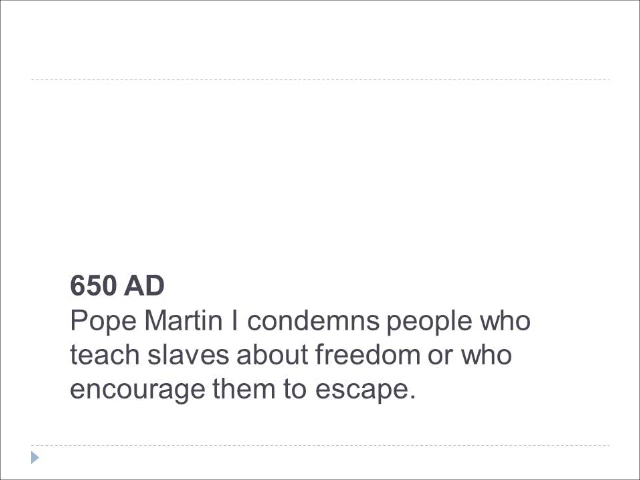 650 AD
Pope Martin I condemns people who
teach slaves about freedom or who
encourage them to escape.